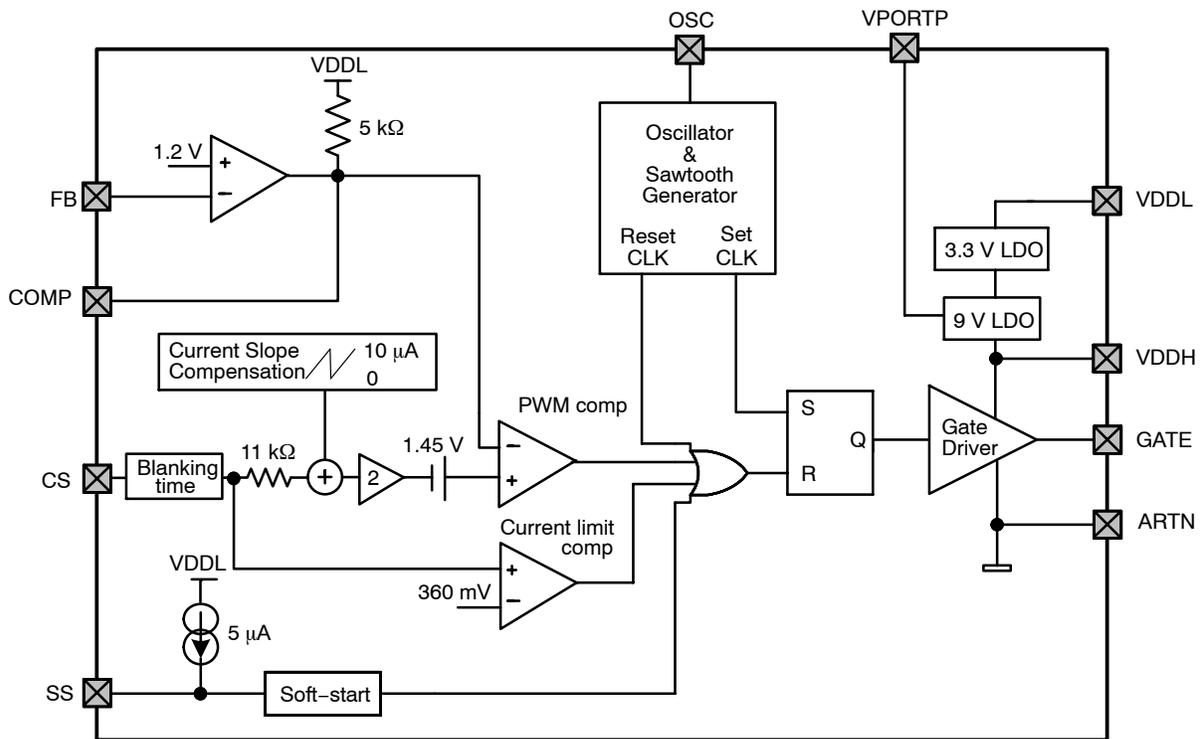 OSC
VPORTP
VDDL
5 kΩ
1.2 V
+
−
FB
COMP
Oscillator
&
Sawtooth
Generator
Reset
CLK
Set
CLK
VDDL
3.3 V LDO
9 V LDO
VDDH
Current Slope
Compensation
10 μA
0
PWM comp
S
Q
R
Gate
Driver
GATE
11 kΩ
1.45 V
−
+
CS
Blanking
time
+
2
Current limit
comp
ARTN
VDDL
+
360 mV
−
5 μA
SS
Soft−start